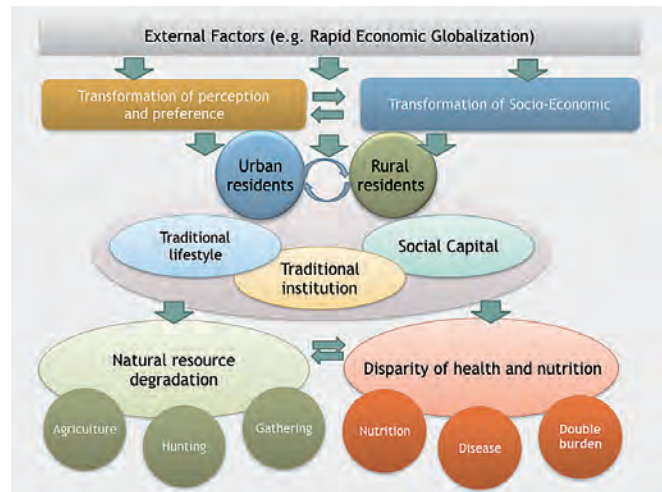 External Factors (e.g. Rapid Economic Globalization)
Transformation of perception
and preference
Transformation of Socio-Economic
Urban
residents
Rural
residents
Traditional
lifestyle
Social Capital
Traditional
institution
Natural resource
degradation
Disparity of health and nutrition
Agriculture
Hunting
Gathering
Nutrition
Disease
Double
burden